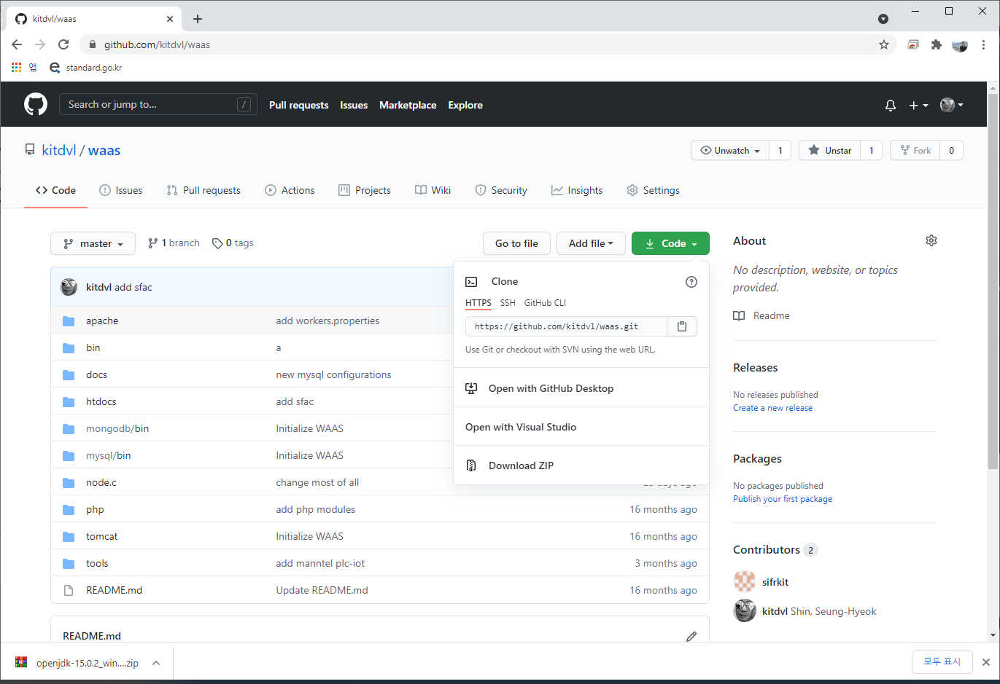 kitdvl/waas
github.com/kitdvl/waas
앱
standard.go.kr
Search or jump to...
/
Pull requests
Issues
Marketplace
Explore
kitdvl / waas
Unwatch
1
Unstar
1
Fork
0
Code
Issues
Pull requests
Actions
Projects
Wiki
Security
Insights
Settings
master
1 branch
0 tags
Go to file
Add file
Code
kitdvl add sfac
apache
add workers.properties
bin
a
docs
new mysql configurations
htdocs
add sfac
mongodb/bin
Initialize WAAS
mysql/bin
Initialize WAAS
node.c
change most of all
php
add php modules
16 months ago
tomcat
Initialize WAAS
16 months ago
tools
add manntel plc-iot
3 months ago
README.md
Update README.md
16 months ago
README.md
Clone
HTTPS
SSH
GitHub CLI
https://github.com/kitdvl/waas.git
Use Git or checkout with SVN using the web URL.
Open with GitHub Desktop
Open with Visual Studio
Download ZIP
About
No description, website, or topics
provided.
Readme
Releases
No releases published
Create a new release
Packages
No packages published
Publish your first package
Contributors 2
sifrkit
kitdvl Shin, Seung-Hyeok
openjdk-15.0.2_win....zip
모두 표시